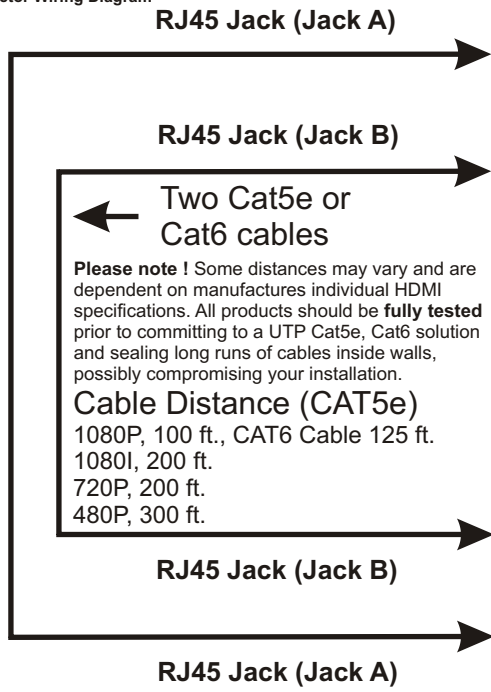 Wiring Diagram
RJ45 Jack (Jack A)
RJ45 Jack (Jack B)
Two Cat5e or
Cat6 cables
Please note ! Some distances may vary and are
dependent on manufactures individual HDMI
specifications. All products should be fully tested
prior to committing to a UTP Cat5e, Cat6 solution
and sealing long runs of cables inside walls,
possibly compromising your installation.
Cable Distance (CAT5e)
1080P, 100 ft., CAT6 Cable 125 ft.
1080I, 200 ft.
720P, 200 ft.
480P, 300 ft.
RJ45 Jack (Jack B)
RJ45 Jack (Jack A)